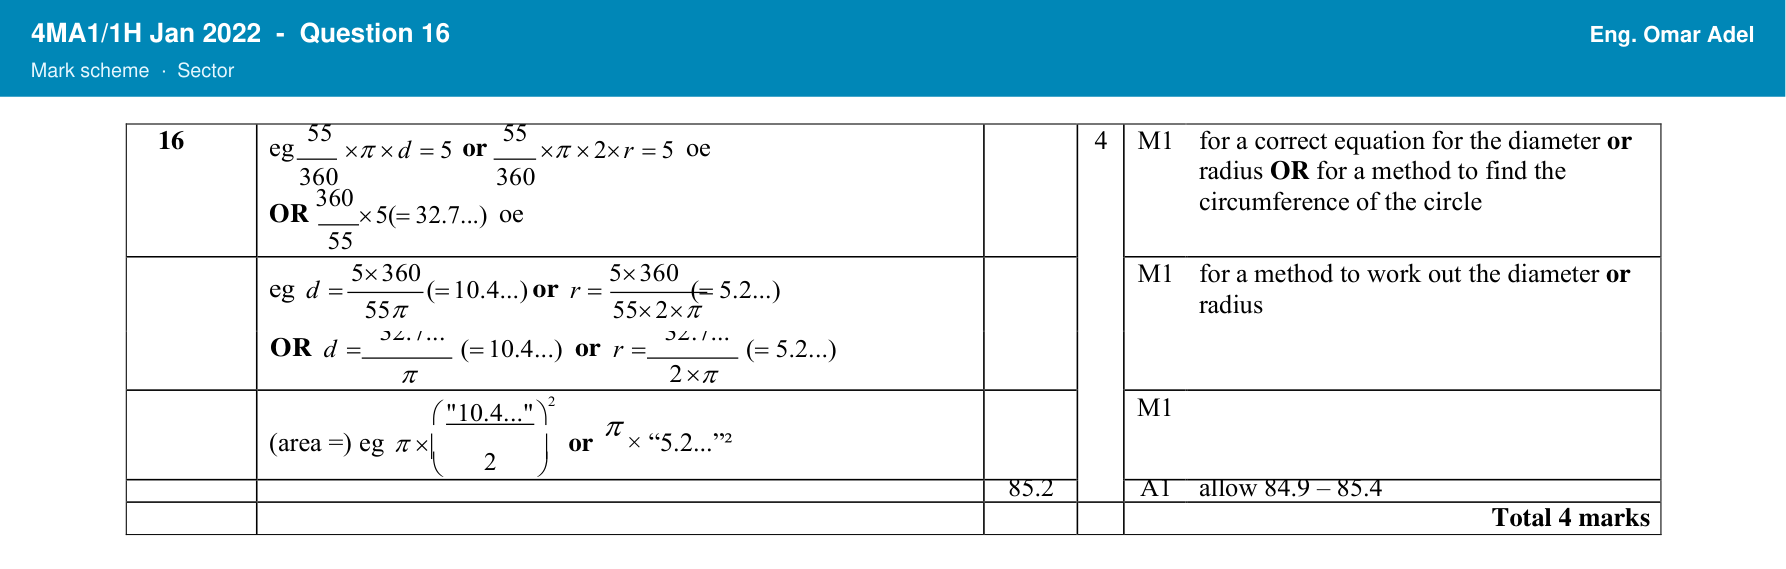 4MA1/1H Jan 2022 - Question 16
Eng. Omar Adel
Mark scheme · Sector
16 eg 55/360 ×π×d = 5 or 55/360 ×π×2×r = 5 oe 4 M1 for a correct equation for the diameter or
radius OR for a method to find the
OR 360/55 ×5(= 32.7...) oe circumference of the circle
eg d = 5×360/55π (=10.4...) or r = 5×360/55×2×π (= 5.2...) M1 for a method to work out the diameter or
radius
OR d = 32.7.../π (=10.4...) or r = 32.7.../2×π (= 5.2...)
(area =) eg π×("10.4..."/2)² or π × “5.2...”² M1
85.2 A1 allow 84.9 – 85.4
Total 4 marks